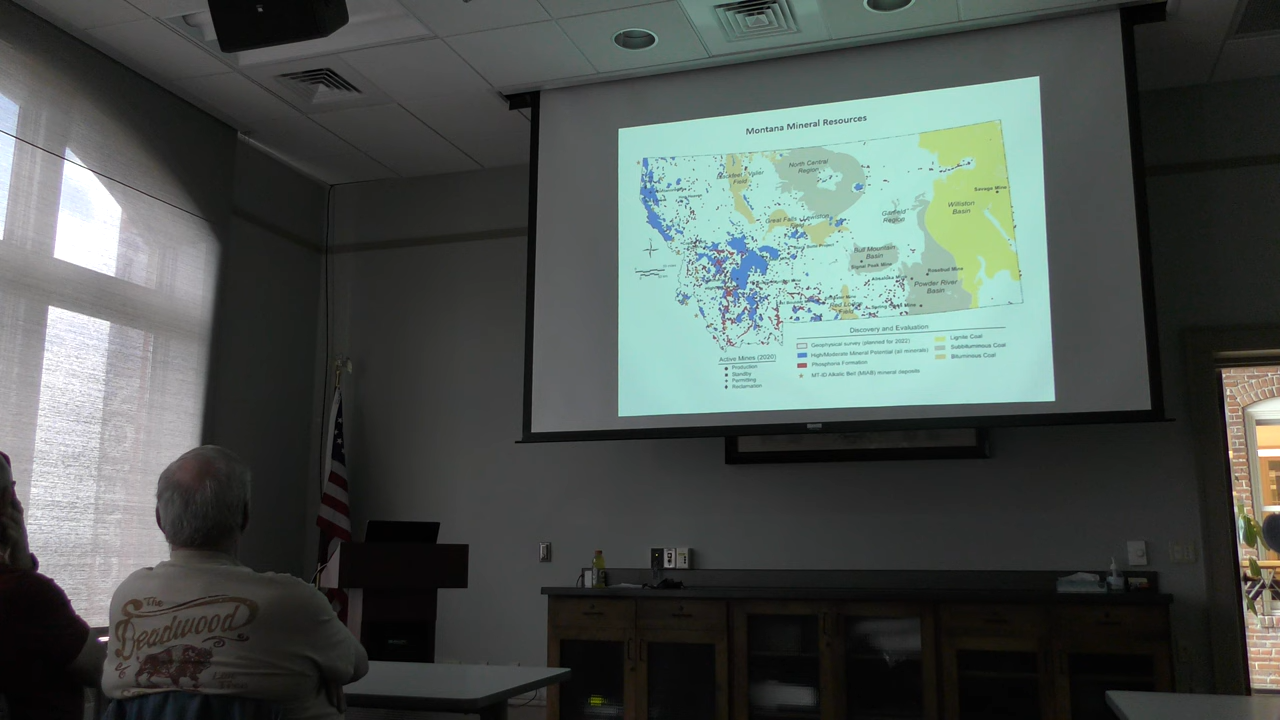 Montana Mineral Resources
North Central
Region
Field
Great Falls - Lewistown
Garfield
Region
Williston
Basin
Savage Mine
Bull Mountain
Basin
Signal Peak Mine
Rosebud Mine
Powder River
Basin
Red Lodge
Field
Discovery and Evaluation
Geophysical survey (planned for 2022)
High/Moderate Mineral Potential (all minerals)
Phosphoria Formation
MT-ID Alkalic Belt (MIAB) mineral deposits
Lignite Coal
Subbituminous Coal
Bituminous Coal
Active Mines (2020)
Production
Standby
Permitting
Reclamation
The
Deadwood